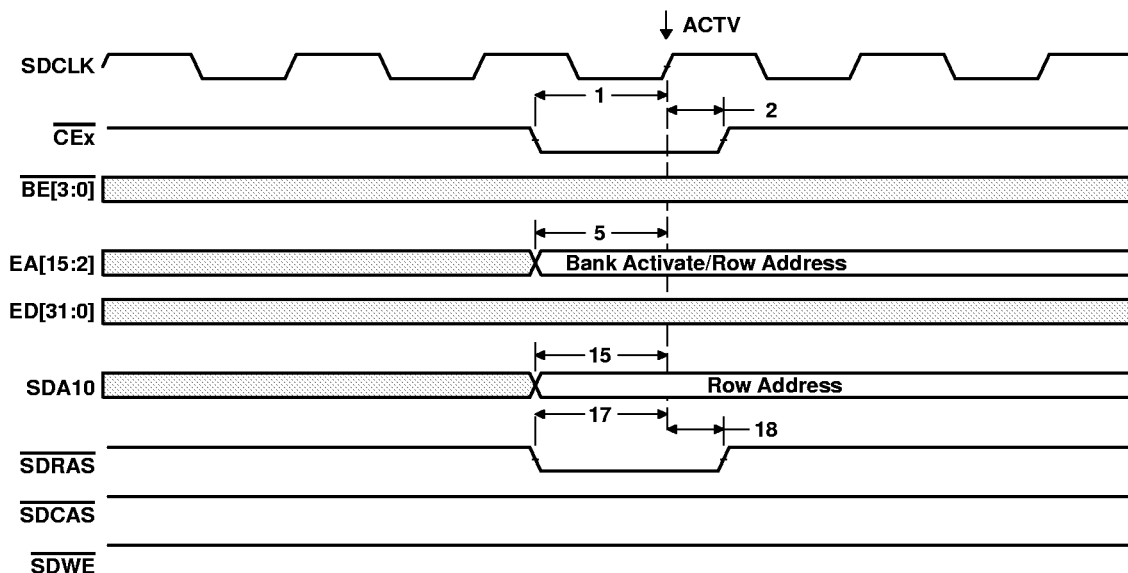 ACTV
SDCLK
1
2
CEx
BE[3:0]
5
EA[15:2] Bank Activate/Row Address
ED[31:0]
15
SDA10 Row Address
17
18
SDRAS
SDCAS
SDWE